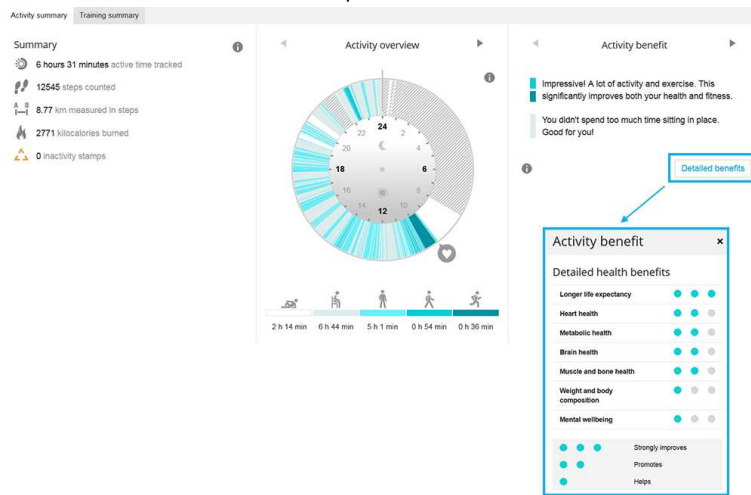 Activity summary
Training summary
Summary
6 hours 31 minutes active time tracked
12545 steps counted
A B
8.77 km measured in steps
2771 kilocalories burned
0 inactivity stamps
Activity overview
24
2
4
6
8
10
12
14
16
18
20
22
2 h 14 min
6 h 44 min
5 h 1 min
0 h 54 min
0 h 36 min
Activity benefit
Impressive! A lot of activity and exercise. This
significantly improves both your health and fitness.
You didn't spend too much time sitting in place.
Good for you!
Detailed benefits
Activity benefit
×
Detailed health benefits
Longer life expectancy
Heart health
Metabolic health
Brain health
Muscle and bone health
Weight and body
composition
Mental wellbeing
Strongly improves
Promotes
Helps